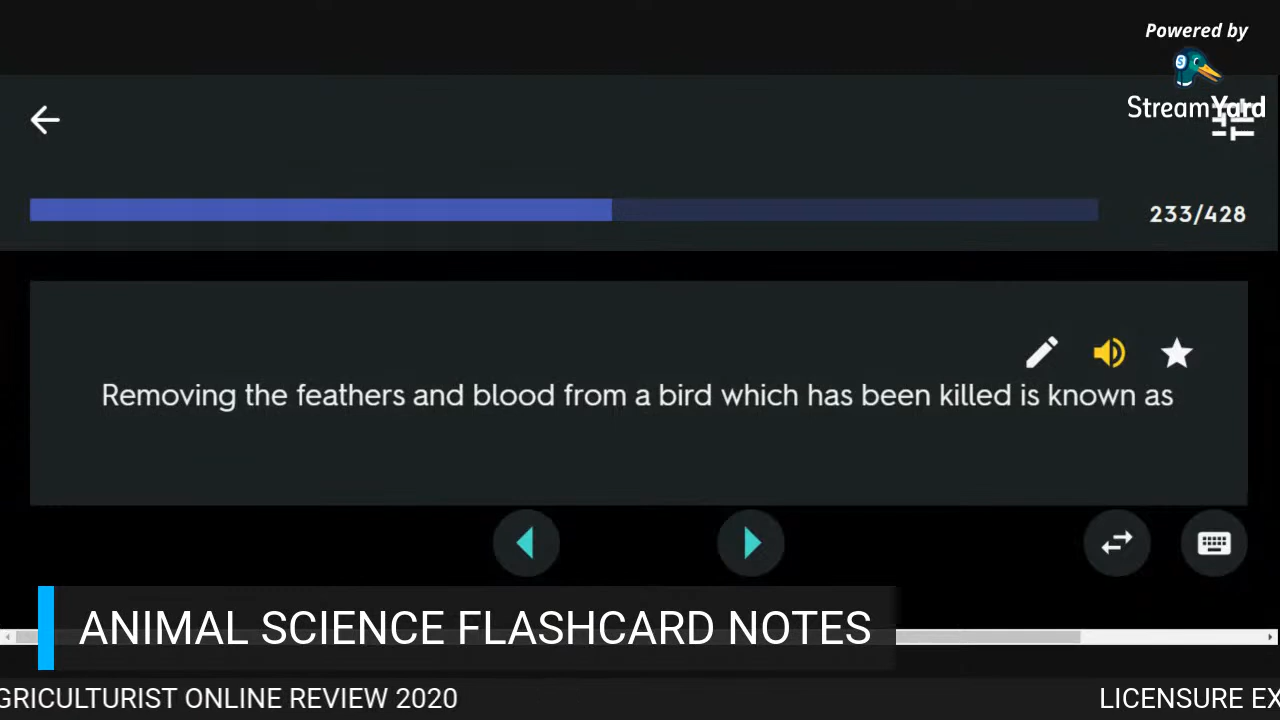 Powered by
StreamYard
233/428
Removing the feathers and blood from a bird which has been killed is known as
ANIMAL SCIENCE FLASHCARD NOTES
GRICULTURIST ONLINE REVIEW 2020
LICENSURE EX